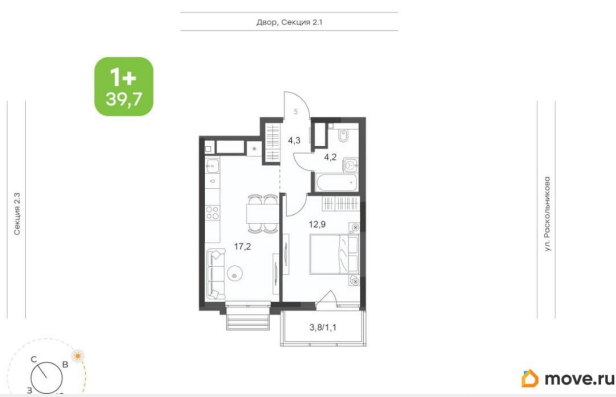 Двор, Секция 2.1
1+
39,7
5
4,3
4,2
Секция 2.3
ул. Раскольникова
12,9
17,2
3,8/1,1
С
В
З
move.ru